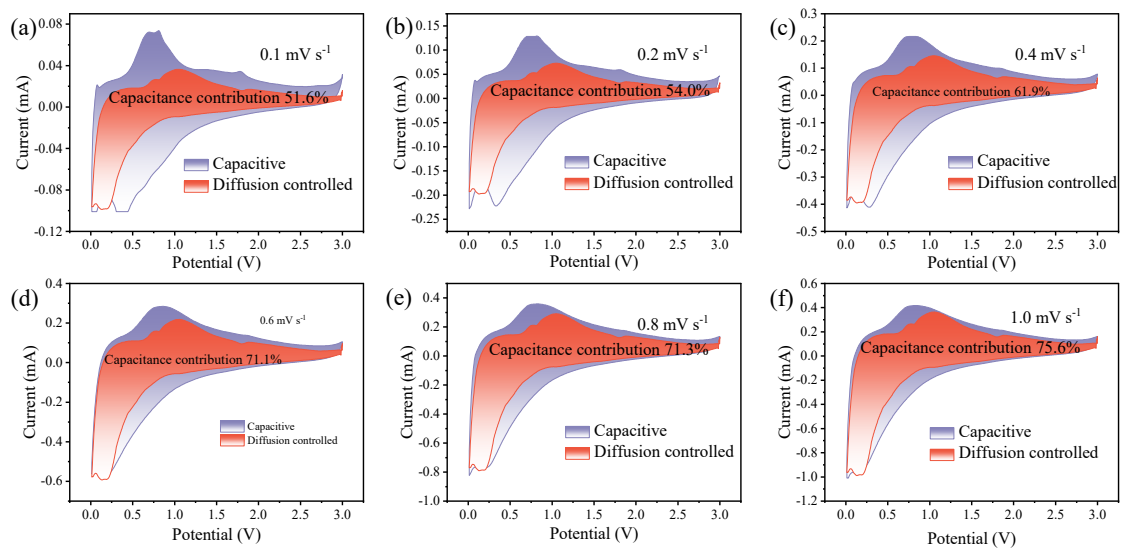 (a)
0.1 mV s⁻¹
Capacitance contribution 51.6%
Capacitive
Diffusion controlled
Current (mA)
0.08
0.04
0.00
-0.04
-0.08
-0.12
0.0 0.5 1.0 1.5 2.0 2.5 3.0
Potential (V)
(b)
0.2 mV s⁻¹
Capacitance contribution 54.0%
Capacitive
Diffusion controlled
Current (mA)
0.15
0.10
0.05
0.00
-0.05
-0.10
-0.15
-0.20
-0.25
0.0 0.5 1.0 1.5 2.0 2.5 3.0
Potential (V)
(c)
0.4 mV s⁻¹
Capacitance contribution 61.9%
Capacitive
Diffusion controlled
Current (mA)
0.3
0.2
0.1
0.0
-0.1
-0.2
-0.3
-0.4
-0.5
0.0 0.5 1.0 1.5 2.0 2.5 3.0
Potential (V)
(d)
0.6 mV s⁻¹
Capacitance contribution 71.1%
Capacitive
Diffusion controlled
Current (mA)
0.4
0.2
0.0
-0.2
-0.4
-0.6
0.0 0.5 1.0 1.5 2.0 2.5 3.0
Potential (V)
(e)
0.8 mV s⁻¹
Capacitance contribution 71.3%
Capacitive
Diffusion controlled
Current (mA)
0.4
0.2
0.0
-0.2
-0.4
-0.6
-0.8
-1.0
0.0 0.5 1.0 1.5 2.0 2.5 3.0
Potential (V)
(f)
1.0 mV s⁻¹
Capacitance contribution 75.6%
Capacitive
Diffusion controlled
Current (mA)
0.6
0.4
0.2
0.0
-0.2
-0.4
-0.6
-0.8
-1.0
-1.2
0.0 0.5 1.0 1.5 2.0 2.5 3.0
Potential (V)